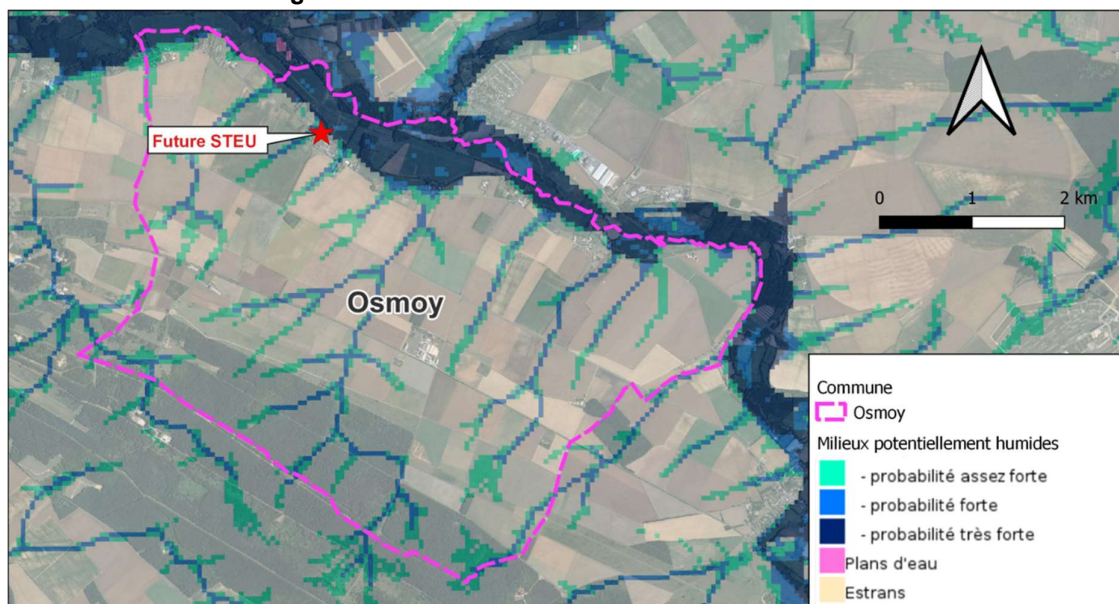 Future STEU
0 1 2 km
Osmoy
Commune
Osmoy
Milieux potentiellement humides
- probabilité assez forte
- probabilité forte
- probabilité très forte
Plans d'eau
Estrans